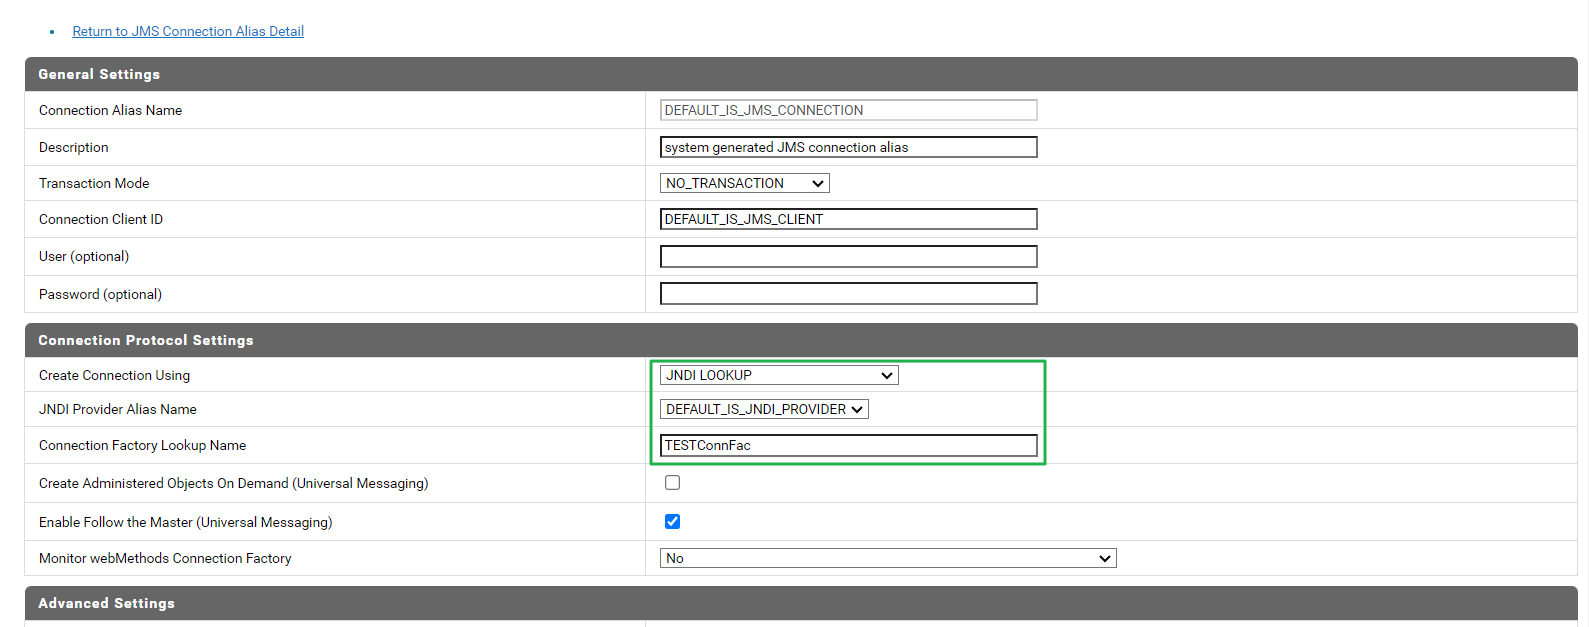 Return to JMS Connection Alias Detail
General Settings
Connection Alias Name DEFAULT_IS_JMS_CONNECTION
Description system generated JMS connection alias
Transaction Mode NO_TRANSACTION
Connection Client ID DEFAULT_IS_JMS_CLIENT
User (optional)
Password (optional)
Connection Protocol Settings
Create Connection Using JNDI LOOKUP
JNDI Provider Alias Name DEFAULT_IS_JNDI_PROVIDER
Connection Factory Lookup Name TESTConnFac
Create Administered Objects On Demand (Universal Messaging)
Enable Follow the Master (Universal Messaging)
Monitor webMethods Connection Factory No
Advanced Settings